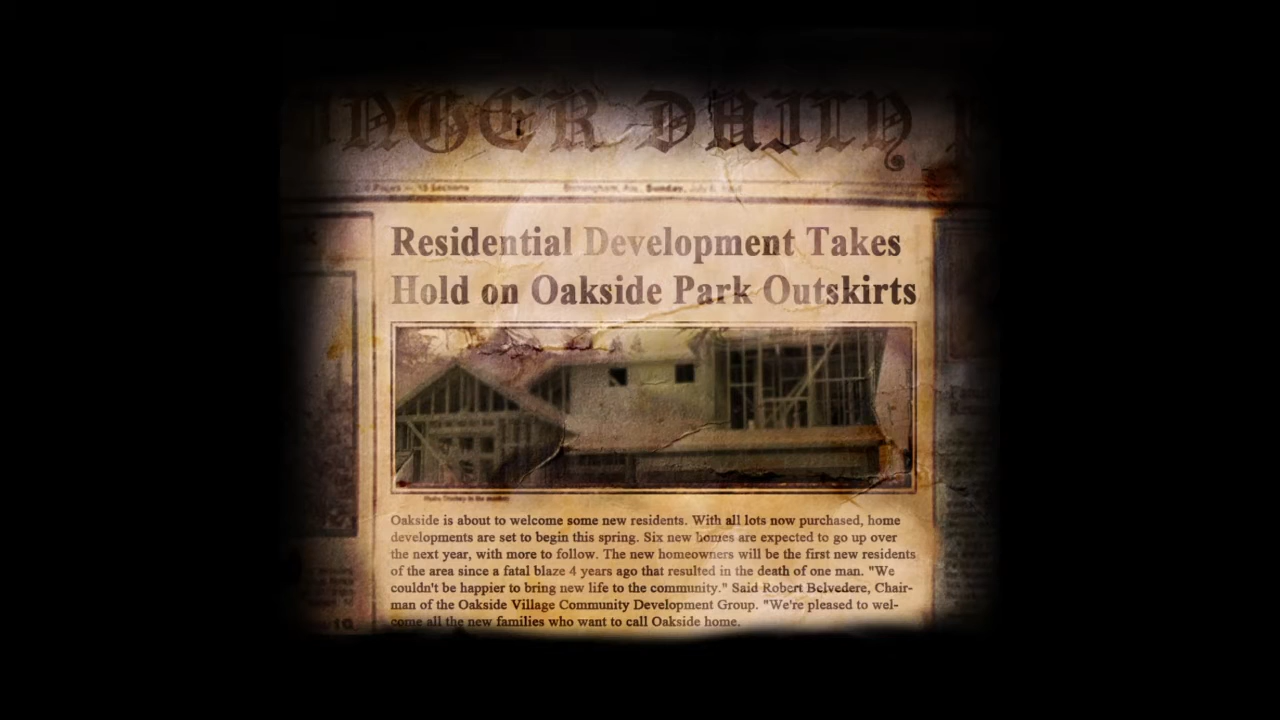 DAILY
Residential Development Takes
Hold on Oakside Park Outskirts
Oakside is about to welcome some new residents. With all lots now purchased, home
developments are set to begin this spring. Six new homes are expected to go up over
the next year, with more to follow. The new homeowners will be the first new residents
of the area since a fatal blaze 4 years ago that resulted in the death of one man. "We
couldn't be happier to bring new life to the community." Said Robert Belvedere, Chair-
man of the Oakside Village Community Development Group. "We're pleased to wel-
come all the new families who want to call Oakside home.